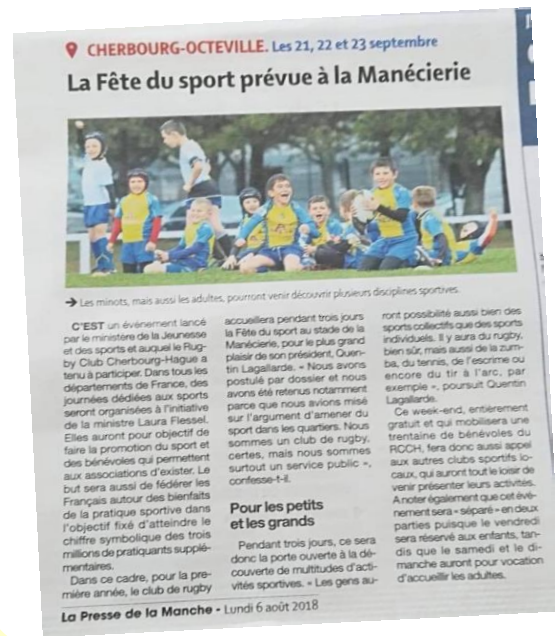 CHERBOURG-OCTEVILLE. Les 21, 22 et 23 septembre
La Fête du sport prévue à la Manécierie
➔ Les minots, mais aussi les adultes, pourront venir découvrir plusieurs disciplines sportives.
C'EST un événement lancé
par le ministère de la Jeunesse
et des sports et auquel le Rug-
by Club Cherbourg-Hague a
tenu à participer. Dans tous les
départements de France, des
journées dédiées aux sports
seront organisées à l'initiative
de la ministre Laura Flessel.
Elles auront pour objectif de
faire la promotion du sport et
des bénévoles qui permettent
aux associations d'exister. Le
but sera aussi de fédérer les
Français autour des bienfaits
de la pratique sportive dans
l'objectif fixé d'atteindre le
chiffre symbolique des trois
millions de pratiquants supplé-
mentaires.
Dans ce cadre, pour la pre-
mière année, le club de rugby
accueillera pendant trois jours
la Fête du sport au stade de la
Manécierie, pour le plus grand
plaisir de son président, Quen-
tin Lagallarde. « Nous avons
postulé par dossier et nous
avons été retenus notamment
parce que nous avions misé
sur l'argument d'amener du
sport dans les quartiers. Nous
sommes un club de rugby,
certes, mais nous sommes
surtout un service public »,
confesse-t-il.
Pour les petits
et les grands
Pendant trois jours, ce sera
donc la porte ouverte à la dé-
couverte de multitudes d'acti-
vités sportives. « Les gens au-
ront possibilité aussi bien des
sports collectifs que des sports
individuels. Il y aura du rugby,
bien sûr, mais aussi de la zum-
ba, du tennis, de l'escrime ou
encore du tir à l'arc, par
exemple », poursuit Quentin
Lagallarde.
Ce week-end, entièrement
gratuit et qui mobilisera une
trentaine de bénévoles du
RCCH, fera donc aussi appel
aux autres clubs sportifs lo-
caux, qui auront tout le loisir de
venir présenter leurs activités.
A noter également que cet évé-
nement sera « séparé » en deux
parties puisque le vendredi
sera réservé aux enfants, tan-
dis que le samedi et le di-
manche auront pour vocation
d'accueillir les adultes.
La Presse de la Manche - Lundi 6 août 2018